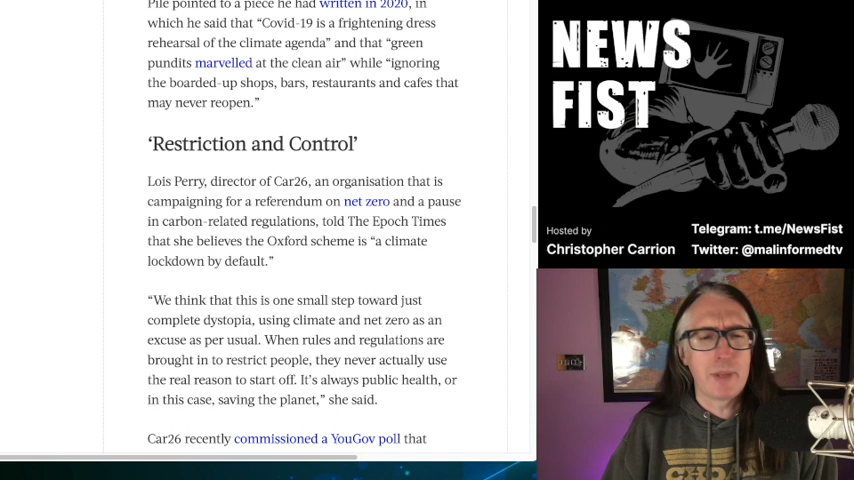 Pile pointed to a piece he had written in 2020, in
which he said that “Covid-19 is a frightening dress
rehearsal of the climate agenda” and that “green
pundits marvelled at the clean air” while “ignoring
the boarded-up shops, bars, restaurants and cafes that
may never reopen.”
‘Restriction and Control’
Lois Perry, director of Car26, an organisation that is
campaigning for a referendum on net zero and a pause
in carbon-related regulations, told The Epoch Times
that she believes the Oxford scheme is “a climate
lockdown by default.”
“We think that this is one small step toward just
complete dystopia, using climate and net zero as an
excuse as per usual. When rules and regulations are
brought in to restrict people, they never actually use
the real reason to start off. It’s always public health, or
in this case, saving the planet,” she said.
Car26 recently commissioned a YouGov poll that
NEWS
FIST
Hosted by
Christopher Carrion
Telegram: t.me/NewsFist
Twitter: @malinformedtv